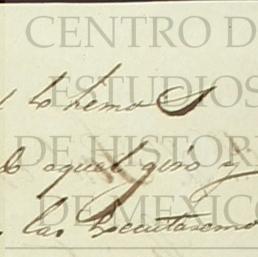 CENTRO D
lo hemos
ESTUDIOS
DE HISTOR
aquel giro y
DE MEXICO
las